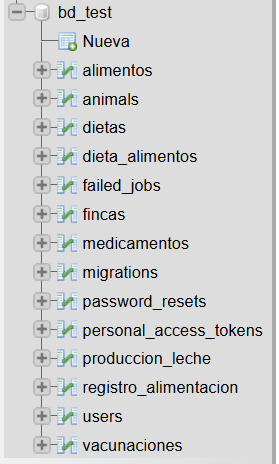 bd_test
Nueva
alimentos
animals
dietas
dieta_alimentos
failed_jobs
fincas
medicamentos
migrations
password_resets
personal_access_tokens
produccion_leche
registro_alimentacion
users
vacunaciones